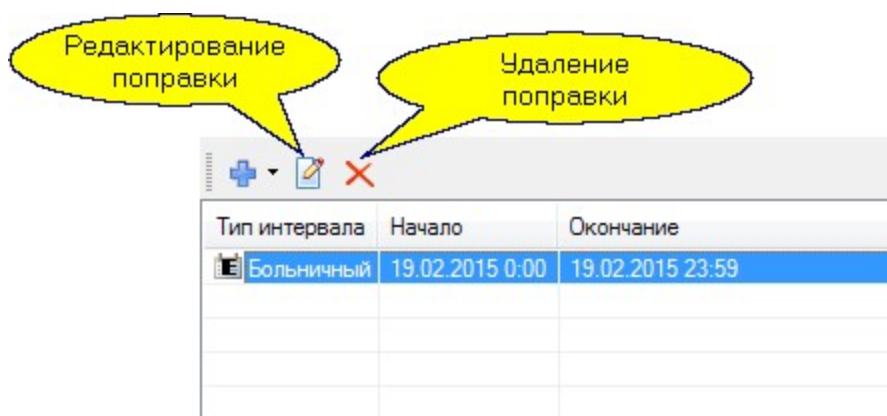 Редактирование
поправки
Удаление
поправки
Тип интервала Начало Окончание
Больничный 19.02.2015 0:00 19.02.2015 23:59